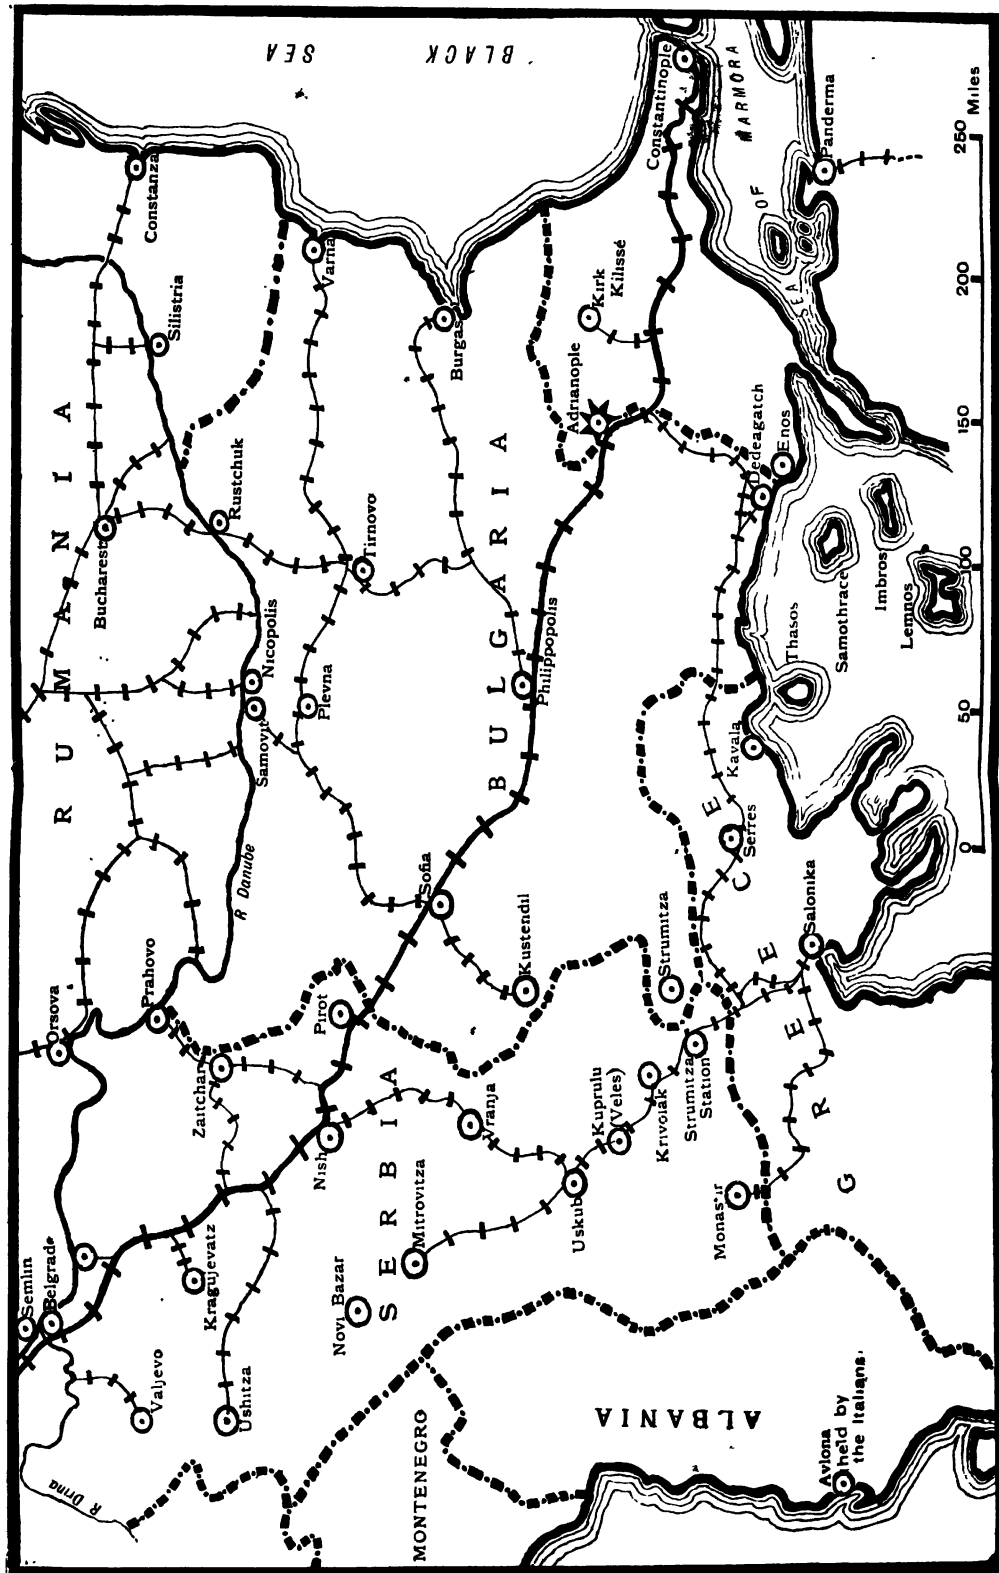 BLACK SEA
RUMANIA
BULGARIA
SERBIA
GREECE
ALBANIA
MONTENEGRO
SEA OF MARMORA
R Drina
R Danube
Semlin
Belgrade
Valjevo
Kragujevatz
Ushitza
Orsova
Prahovo
Zaitchar
Pirot
Nish
Novi Bazar
Mitrovitza
Vranja
Uskub
Kuprulu
(Veles)
Krivolak
Strumitza
Station
Strumitza
Monastir
Avlona
held by
the Italians.
Bucharest
Constanza
Silistria
Rustchuk
Nicopolis
Samovit
Plevna
Tirnovo
Varna
Burgas
Sofia
Kustendil
Philippopolis
Adrianople
Kirk
Kilissé
Constantinople
Panderma
Dedeagatch
Enos
Kavala
Serres
Salonika
Thasos
Samothrace
Imbros
Lemnos
0 50 100 150 200 250 Miles